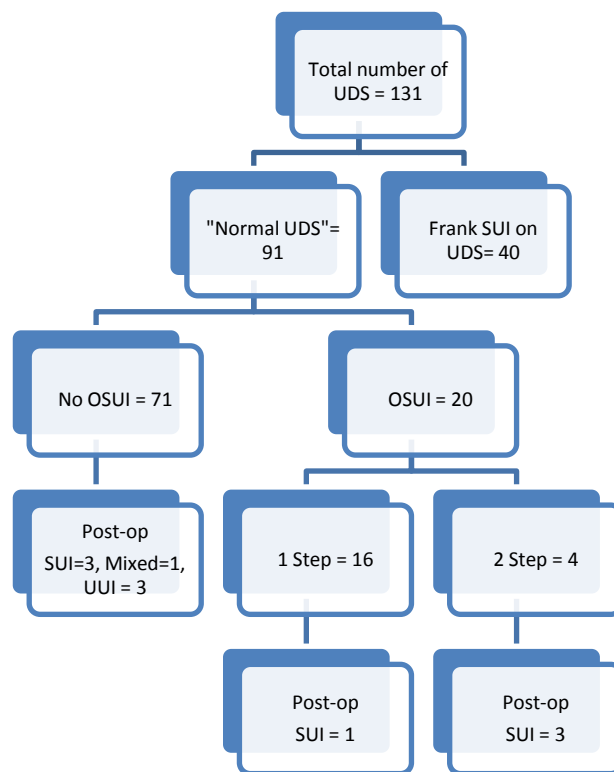 Total number of
UDS = 131
"Normal UDS"=
91
Frank SUI on
UDS= 40
No OSUI = 71
OSUI = 20
Post-op
SUI=3, Mixed=1,
UUI = 3
1 Step = 16
2 Step = 4
Post-op
SUI = 1
Post-op
SUI = 3